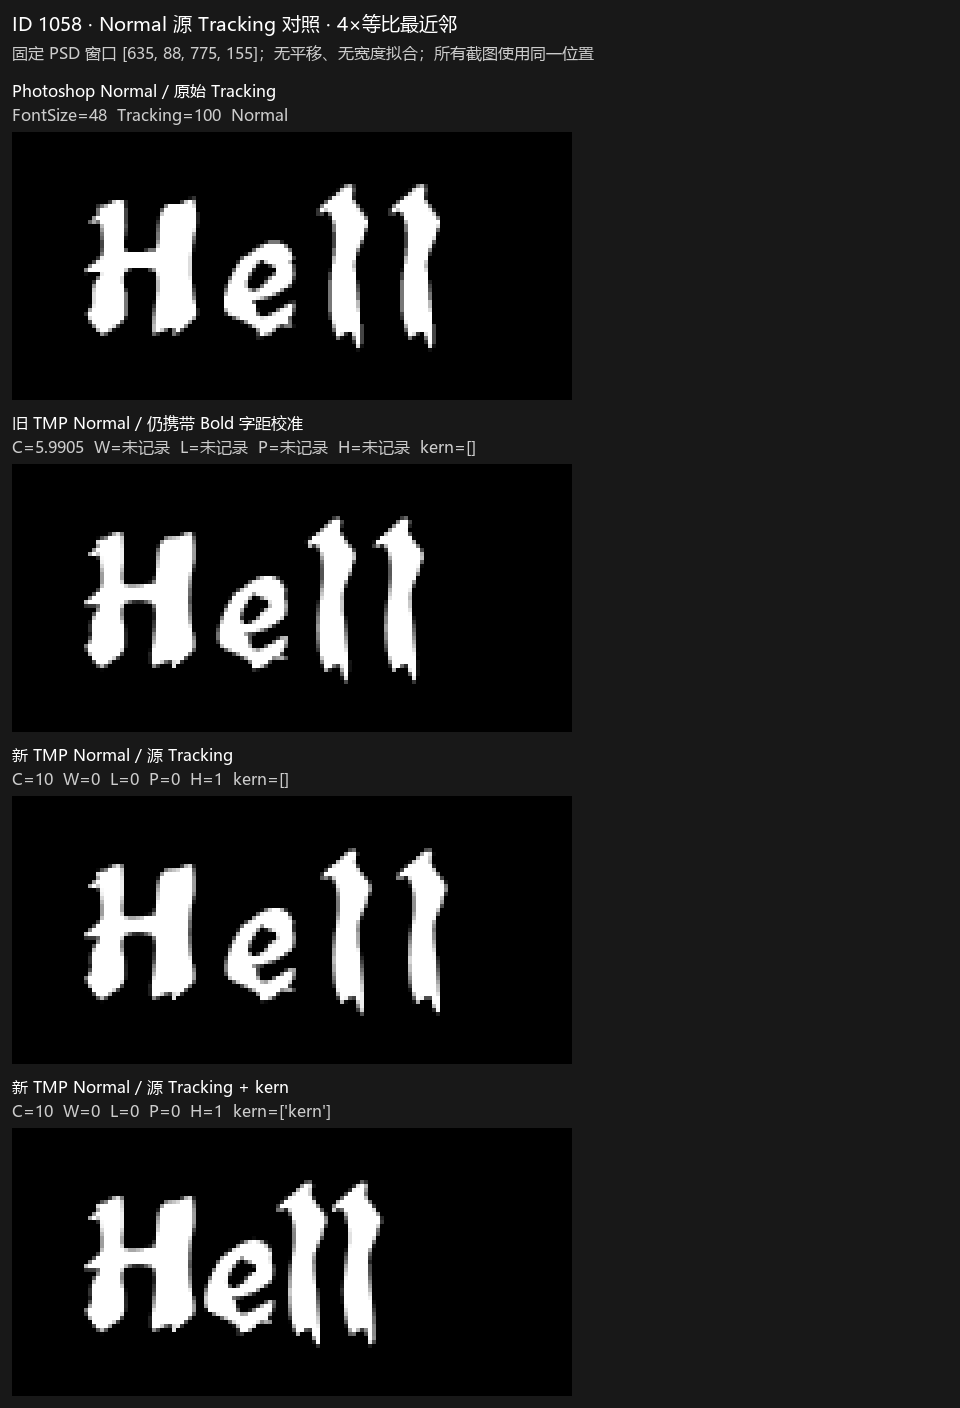 ID 1058 · Normal 源 Tracking 对照 · 4×等比最近邻
固定 PSD 窗口 [635, 88, 775, 155]；无平移、无宽度拟合；所有截图使用同一位置
Photoshop Normal / 原始 Tracking
FontSize=48  Tracking=100  Normal
Hell
旧 TMP Normal / 仍携带 Bold 字距校准
C=5.9905  W=未记录  L=未记录  P=未记录  H=未记录  kern=[]
Hell
新 TMP Normal / 源 Tracking
C=10  W=0  L=0  P=0  H=1  kern=[]
Hell
新 TMP Normal / 源 Tracking + kern
C=10  W=0  L=0  P=0  H=1  kern=['kern']
Hell